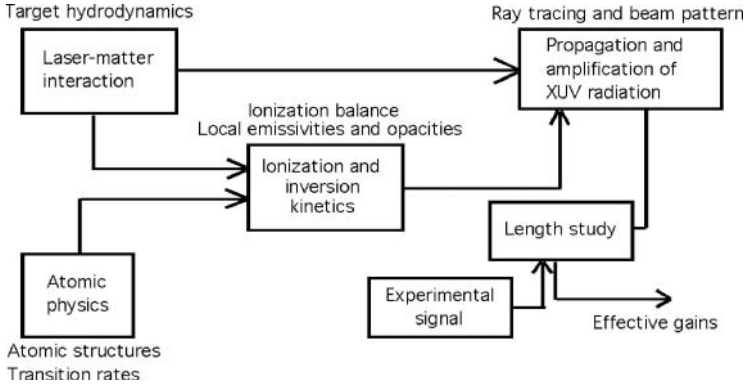 Target hydrodynamics
Laser-matter
interaction
Ray tracing and beam pattern
Propagation and
amplification of
XUV radiation
Ionization balance
Local emissivities and opacities
Ionization and
inversion
kinetics
Length study
Atomic
physics
Experimental
signal
Effective gains
Atomic structures
Transition rates